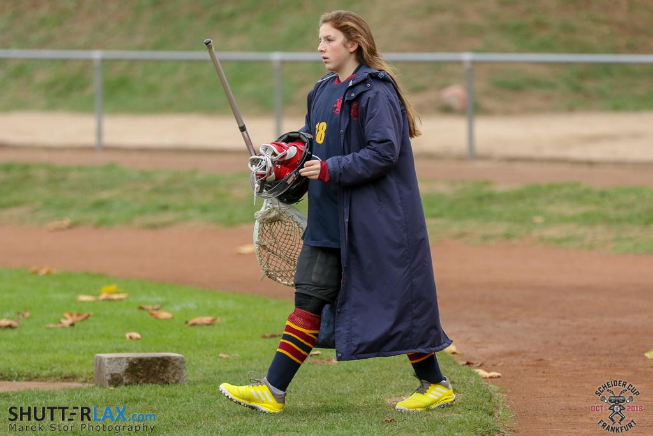 18
SHUTTERLAX.com
Marek Stor Photography
SCHEIDER CUP
OCT 2018
FRANKFURT